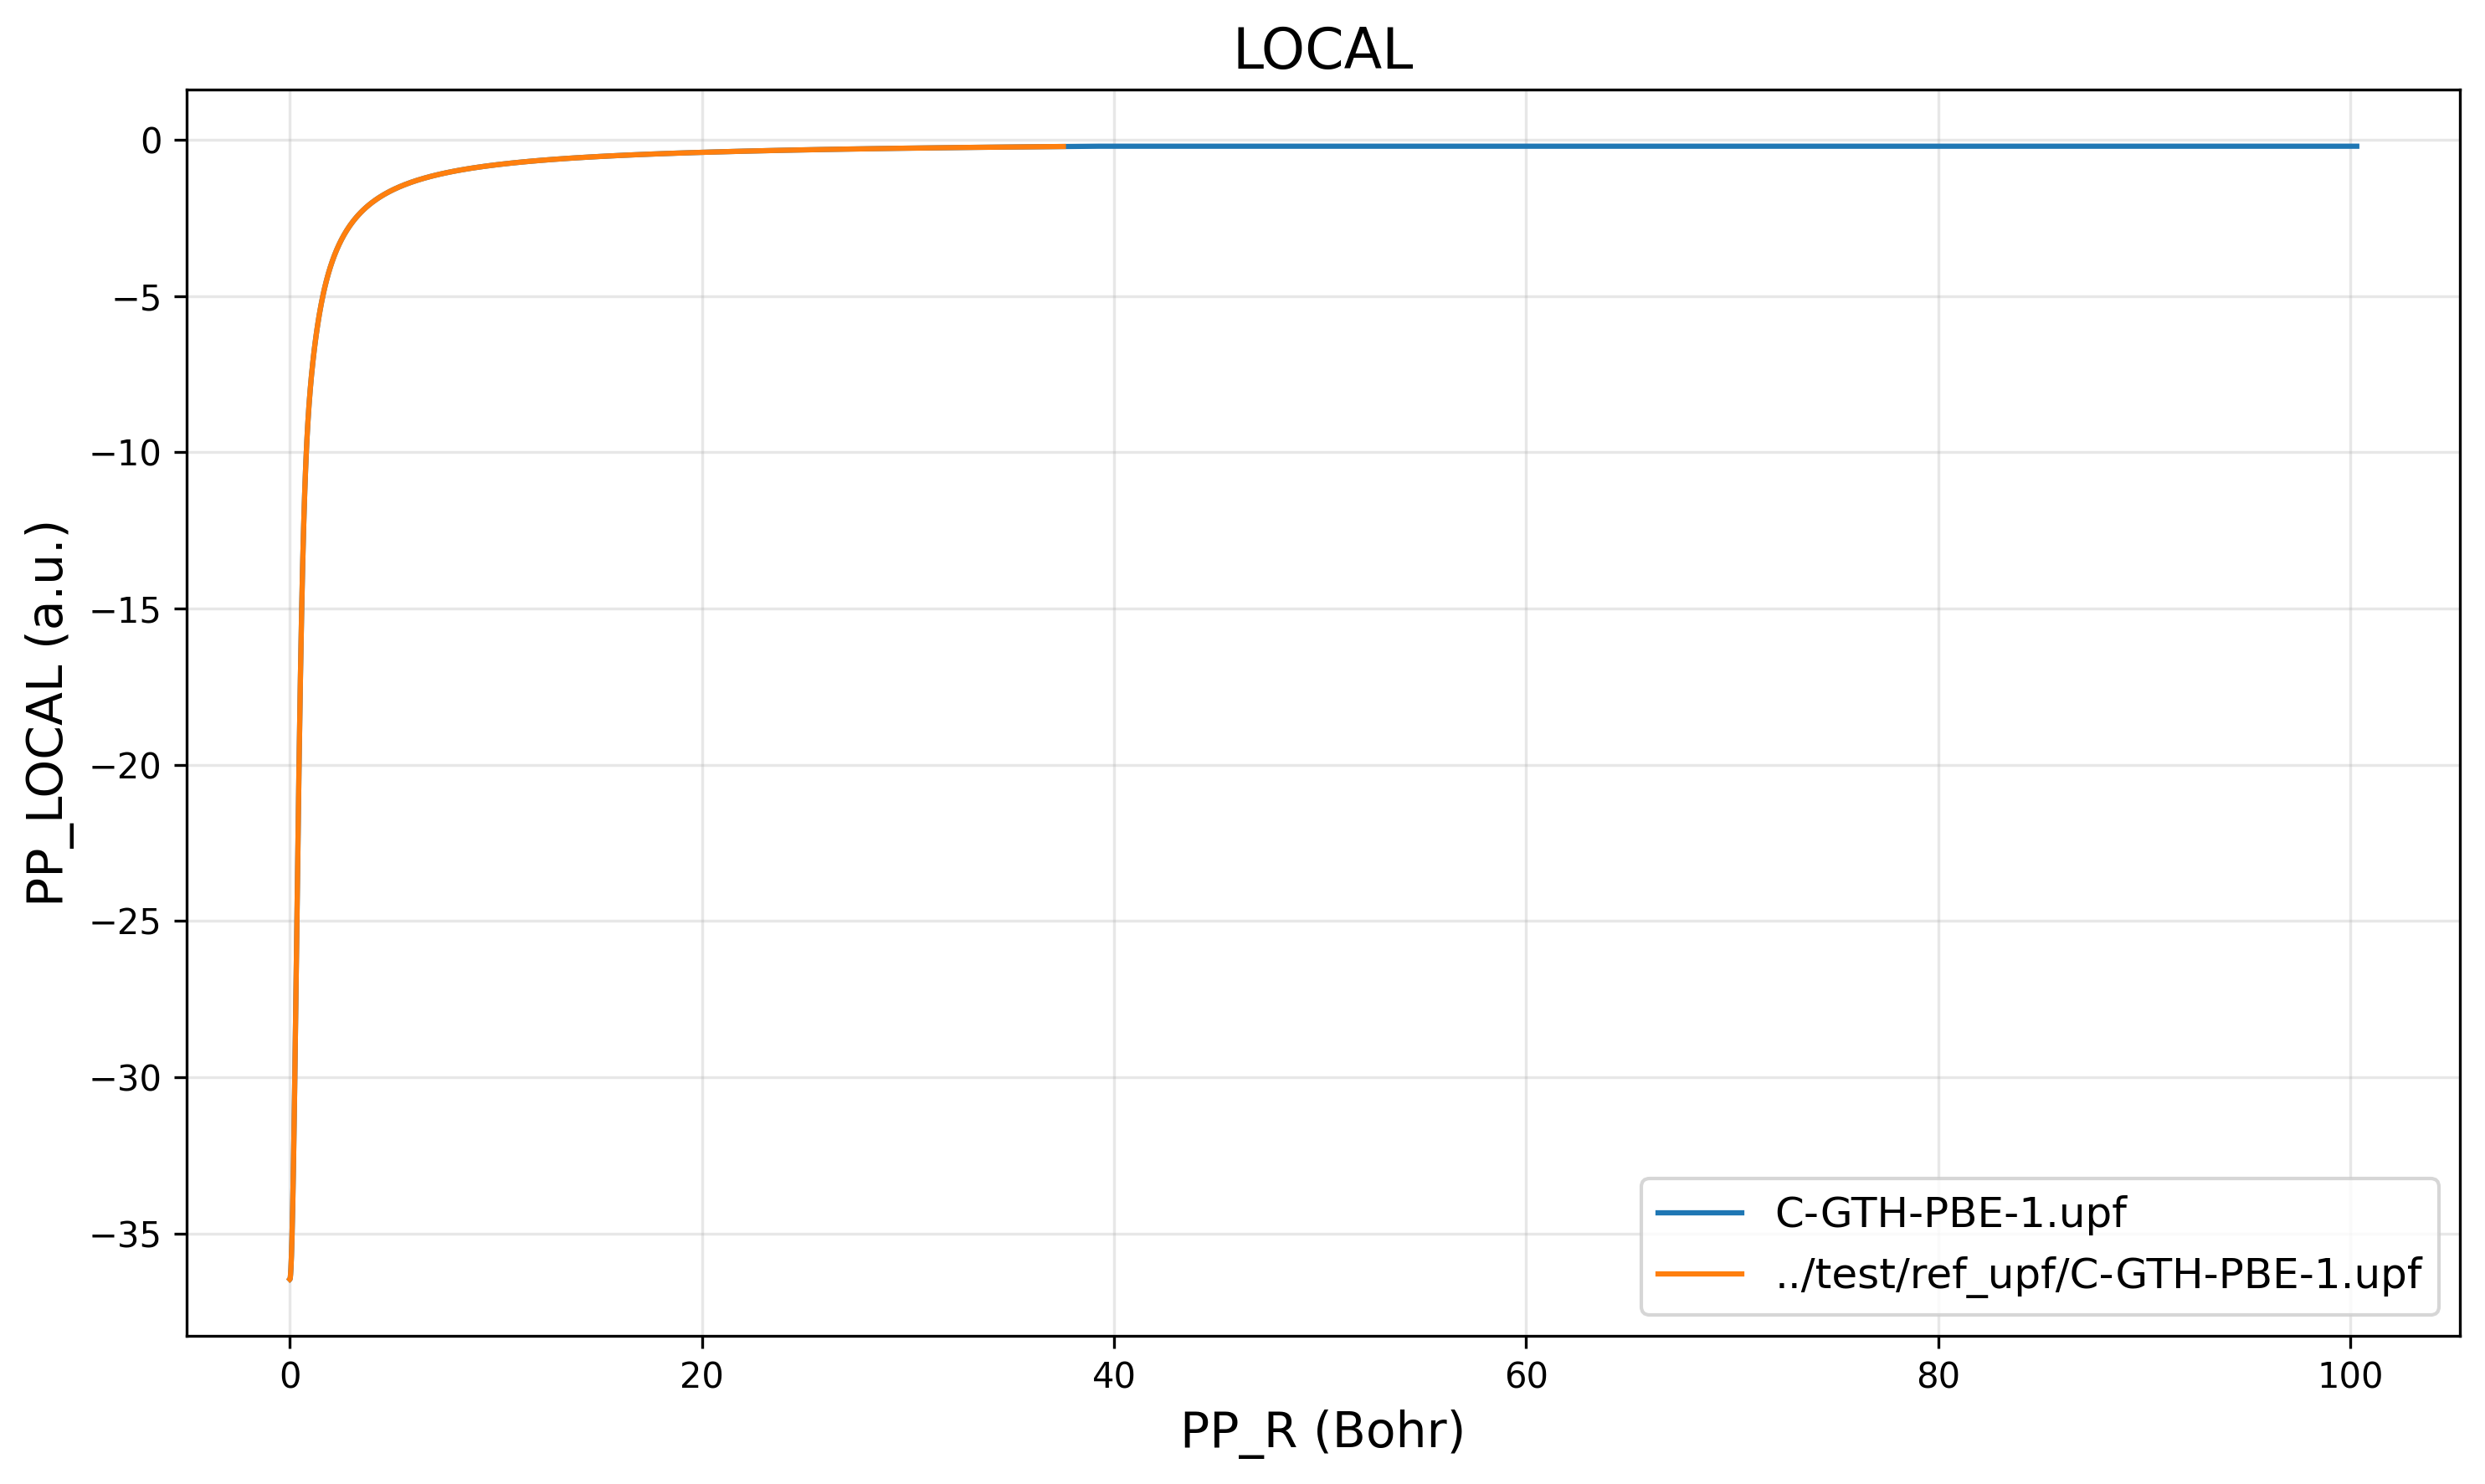 LOCAL
0
−5
−10
−15
−20
−25
−30
−35
PP_LOCAL (a.u.)
C-GTH-PBE-1.upf
../test/ref_upf/C-GTH-PBE-1.upf
0 20 40 60 80 100
PP_R (Bohr)